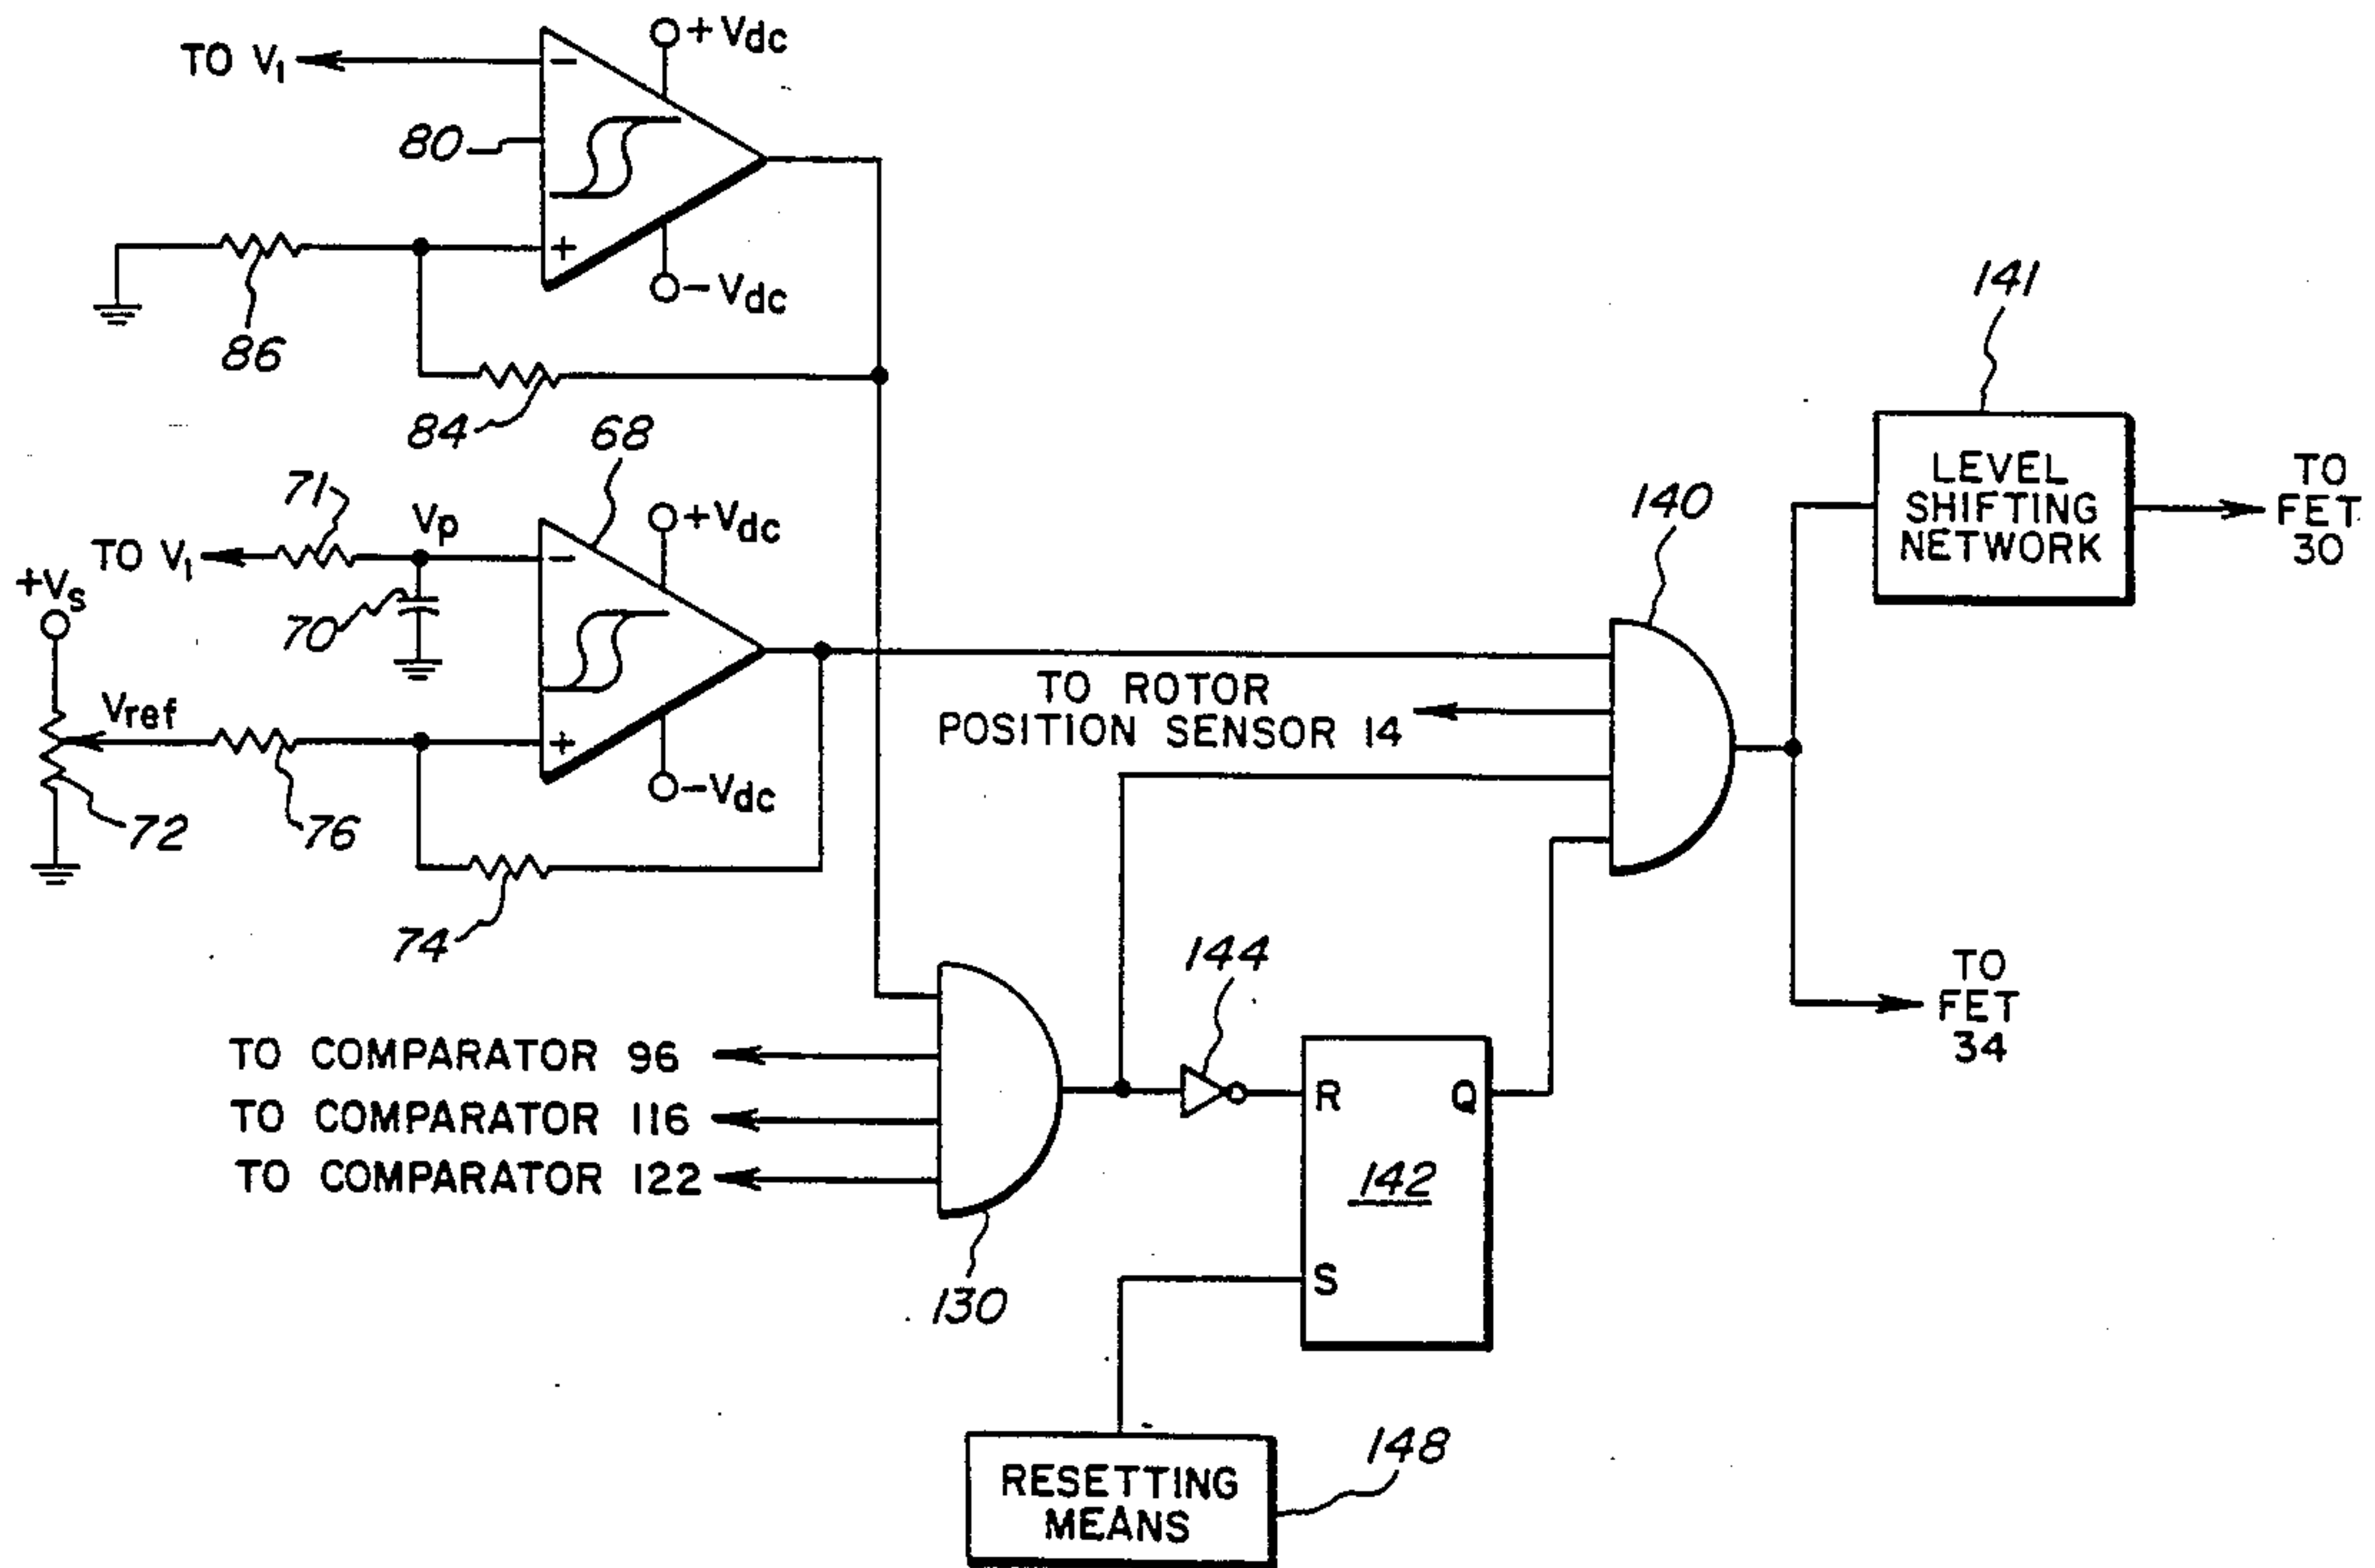 TO V1
−
+Vdc
80
+
−Vdc
86
84
68
71
Vp
−
+Vdc
TO V1
+Vs
70
Vref
+
−Vdc
72
76
74
141
LEVEL
SHIFTING
NETWORK
TO
FET
30
140
TO ROTOR
POSITION SENSOR 14
144
TO
FET
34
TO COMPARATOR 96
TO COMPARATOR 116
TO COMPARATOR 122
R
Q
142
S
130
148
RESETTING
MEANS